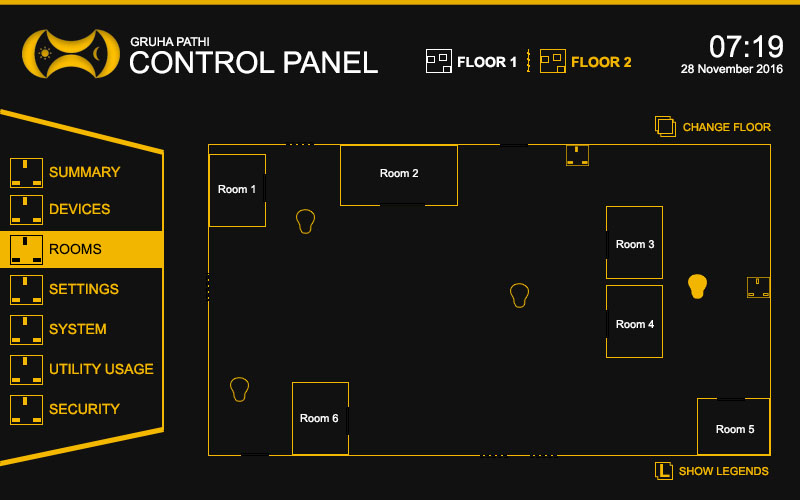 GRUHA PATHI
CONTROL PANEL
FLOOR 1
FLOOR 2
07:19
28 November 2016
CHANGE FLOOR
SUMMARY
DEVICES
ROOMS
SETTINGS
SYSTEM
UTILITY USAGE
SECURITY
Room 1
Room 2
Room 3
Room 4
Room 5
Room 6
L SHOW LEGENDS